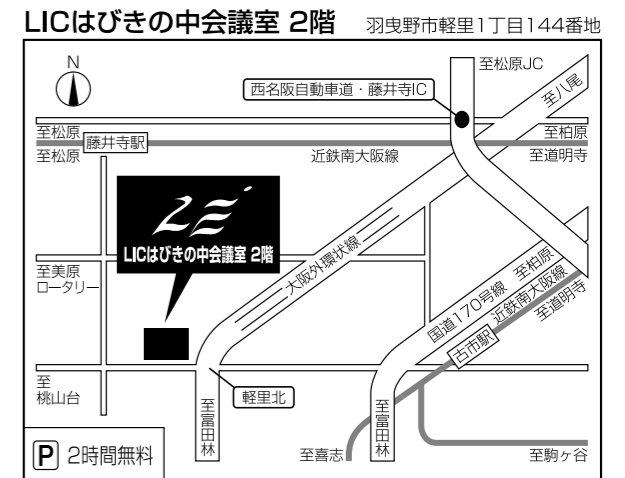 LICはびきの中会議室 2階 羽曳野市軽里1丁目144番地
N
至松原JC
西名阪自動車道・藤井寺IC
至八尾
至松原
至柏原
藤井寺駅
至松原
近鉄南大阪線
至道明寺
LICはびきの中会議室 2階
大阪外環状線
至美原
ロータリー
国道170号線 至柏原
近鉄南大阪線
至道明寺
古市駅
至
桃山台
軽里北
至富田林
至富田林
P 2時間無料
至喜志
至駒ヶ谷